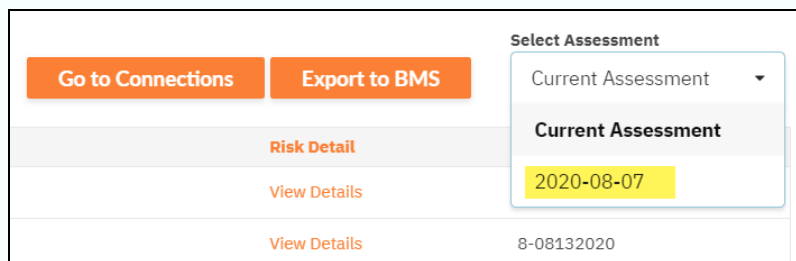 Select Assessment
Go to Connections Export to BMS Current Assessment
Current Assessment
Risk Detail
2020-08-07
View Details
View Details 8-08132020